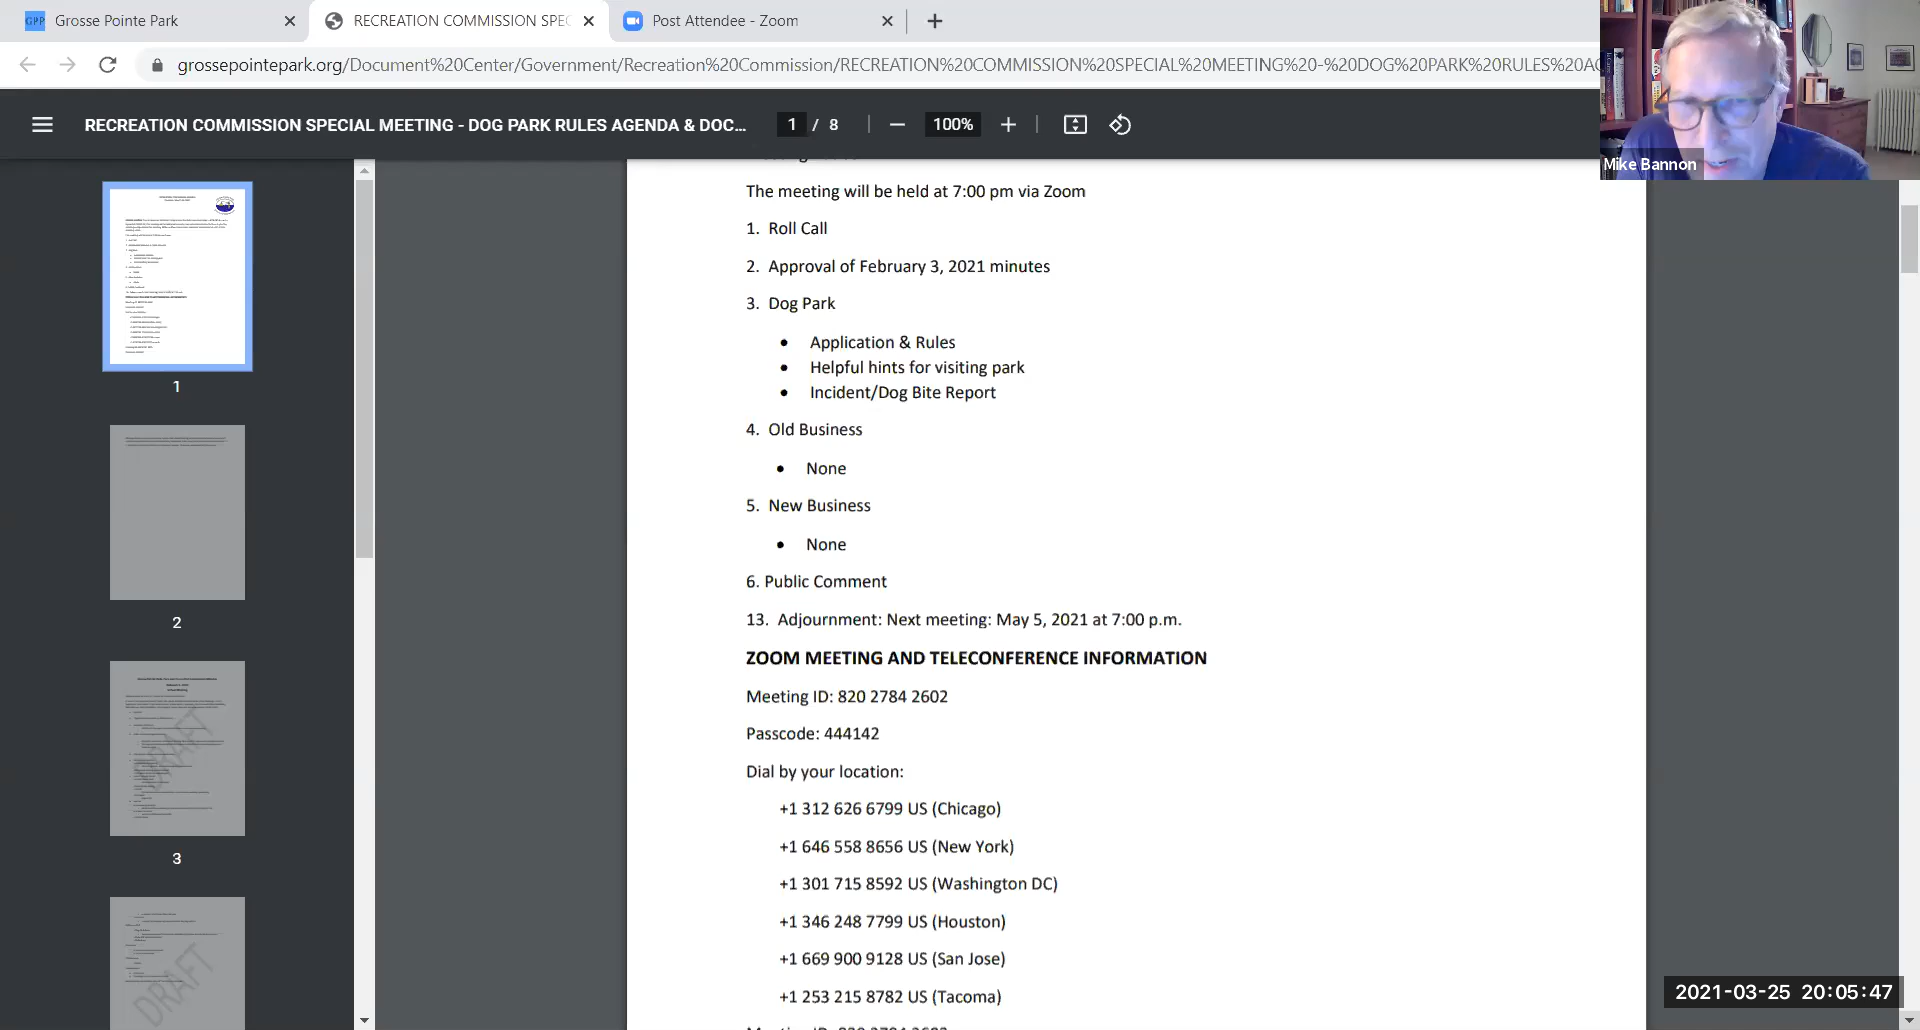 Grosse Pointe Park
RECREATION COMMISSION SPEC
Post Attendee - Zoom
grossepointepark.org/Document%20Center/Government/Recreation%20Commission/RECREATION%20COMMISSION%20SPECIAL%20MEETING%20-%20DOG%20PARK%20RULES%20AG
RECREATION COMMISSION SPECIAL MEETING - DOG PARK RULES AGENDA & DOC...
1 / 8
100%
Mike Bannon
The meeting will be held at 7:00 pm via Zoom
1. Roll Call
2. Approval of February 3, 2021 minutes
3. Dog Park
• Application & Rules
• Helpful hints for visiting park
• Incident/Dog Bite Report
4. Old Business
• None
5. New Business
• None
6. Public Comment
13. Adjournment: Next meeting: May 5, 2021 at 7:00 p.m.
ZOOM MEETING AND TELECONFERENCE INFORMATION
Meeting ID: 820 2784 2602
Passcode: 444142
Dial by your location:
+1 312 626 6799 US (Chicago)
+1 646 558 8656 US (New York)
+1 301 715 8592 US (Washington DC)
+1 346 248 7799 US (Houston)
+1 669 900 9128 US (San Jose)
+1 253 215 8782 US (Tacoma)
1
2
DRAFT
3
DRAFT
2021-03-25 20:05:47